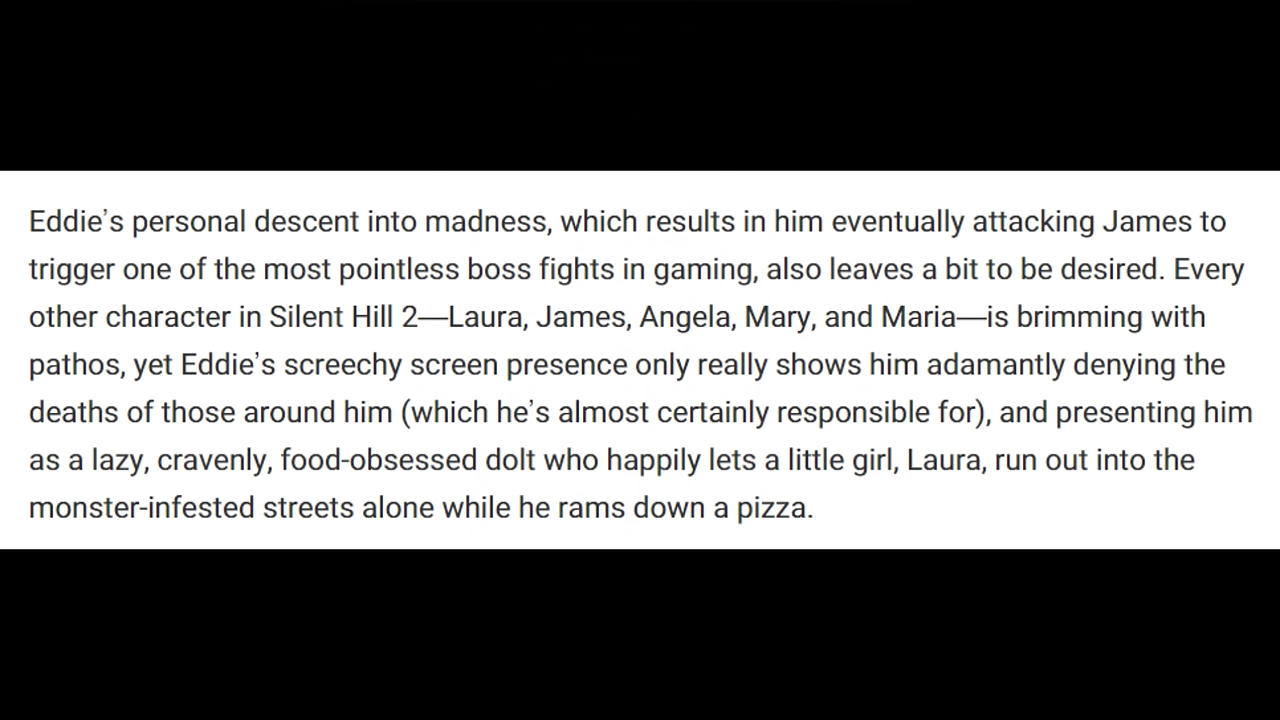 Eddie’s personal descent into madness, which results in him eventually attacking James to
trigger one of the most pointless boss fights in gaming, also leaves a bit to be desired. Every
other character in Silent Hill 2—Laura, James, Angela, Mary, and Maria—is brimming with
pathos, yet Eddie’s screechy screen presence only really shows him adamantly denying the
deaths of those around him (which he’s almost certainly responsible for), and presenting him
as a lazy, cravenly, food-obsessed dolt who happily lets a little girl, Laura, run out into the
monster-infested streets alone while he rams down a pizza.